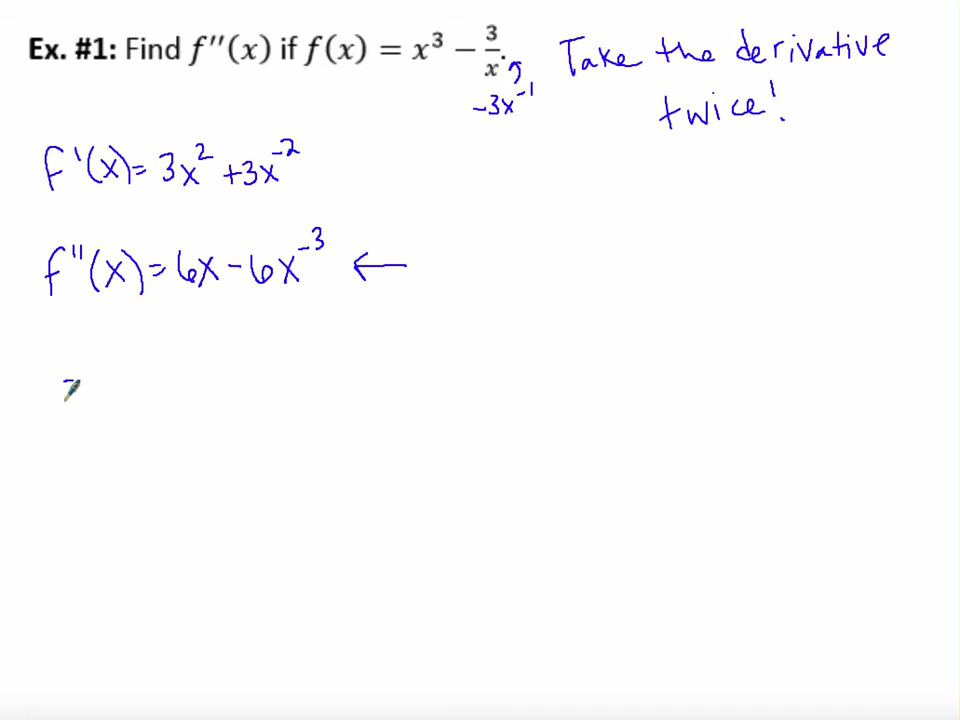 Ex. #1: Find f''(x) if f(x) = x³ − 3/x. Take the derivative
−3x⁻¹ twice!
f'(x) = 3x² + 3x⁻²
f''(x) = 6x − 6x⁻³ ←